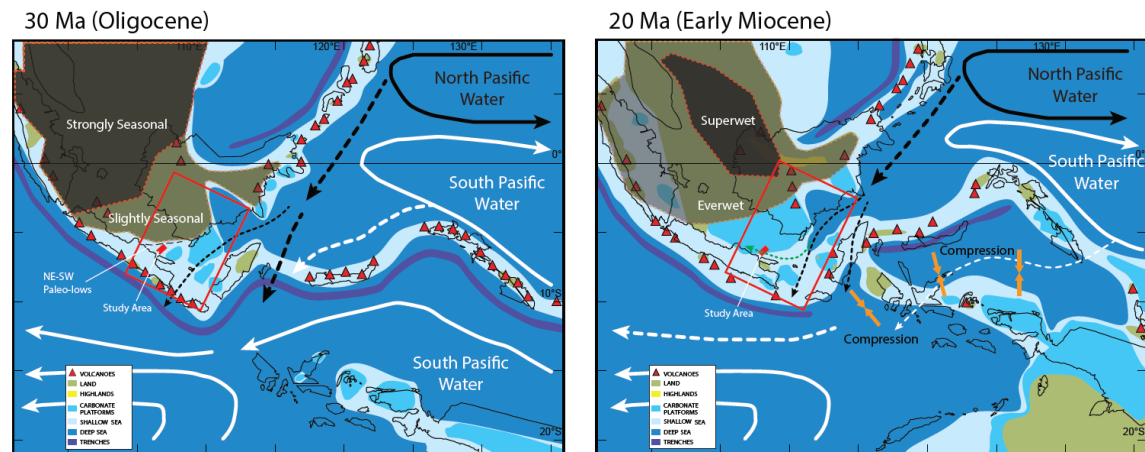 30 Ma (Oligocene)
110°E
120°E
130°E
North Pasific
Water
Strongly Seasonal
0°
South Pasific
Water
Slightly Seasonal
NE-SW
Paleo-lows
Study Area
10°S
South Pasific
Water
VOLCANOES
LAND
HIGHLANDS
CARBONATE
PLATFORMS
SHALLOW SEA
DEEP SEA
TRENCHES
20°S
20 Ma (Early Miocene)
110°E
130°E
North Pasific
Water
Superwet
0°
South Pasific
Water
Everwet
Compression
Study Area
10°S
Compression
VOLCANOES
LAND
HIGHLANDS
CARBONATE
PLATFORMS
SHALLOW SEA
DEEP SEA
TRENCHES
20°S